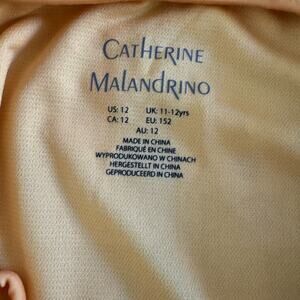 CATHERINE
MALANDRINO
US: 12 UK: 11-12yrs
CA: 12 EU: 152
AU: 12
MADE IN CHINA
FABRIQUÉ EN CHINE
WYPRODUKOWANO W CHINACH
HERGESTELLT IN CHINA
GEPRODUCEERD IN CHINA